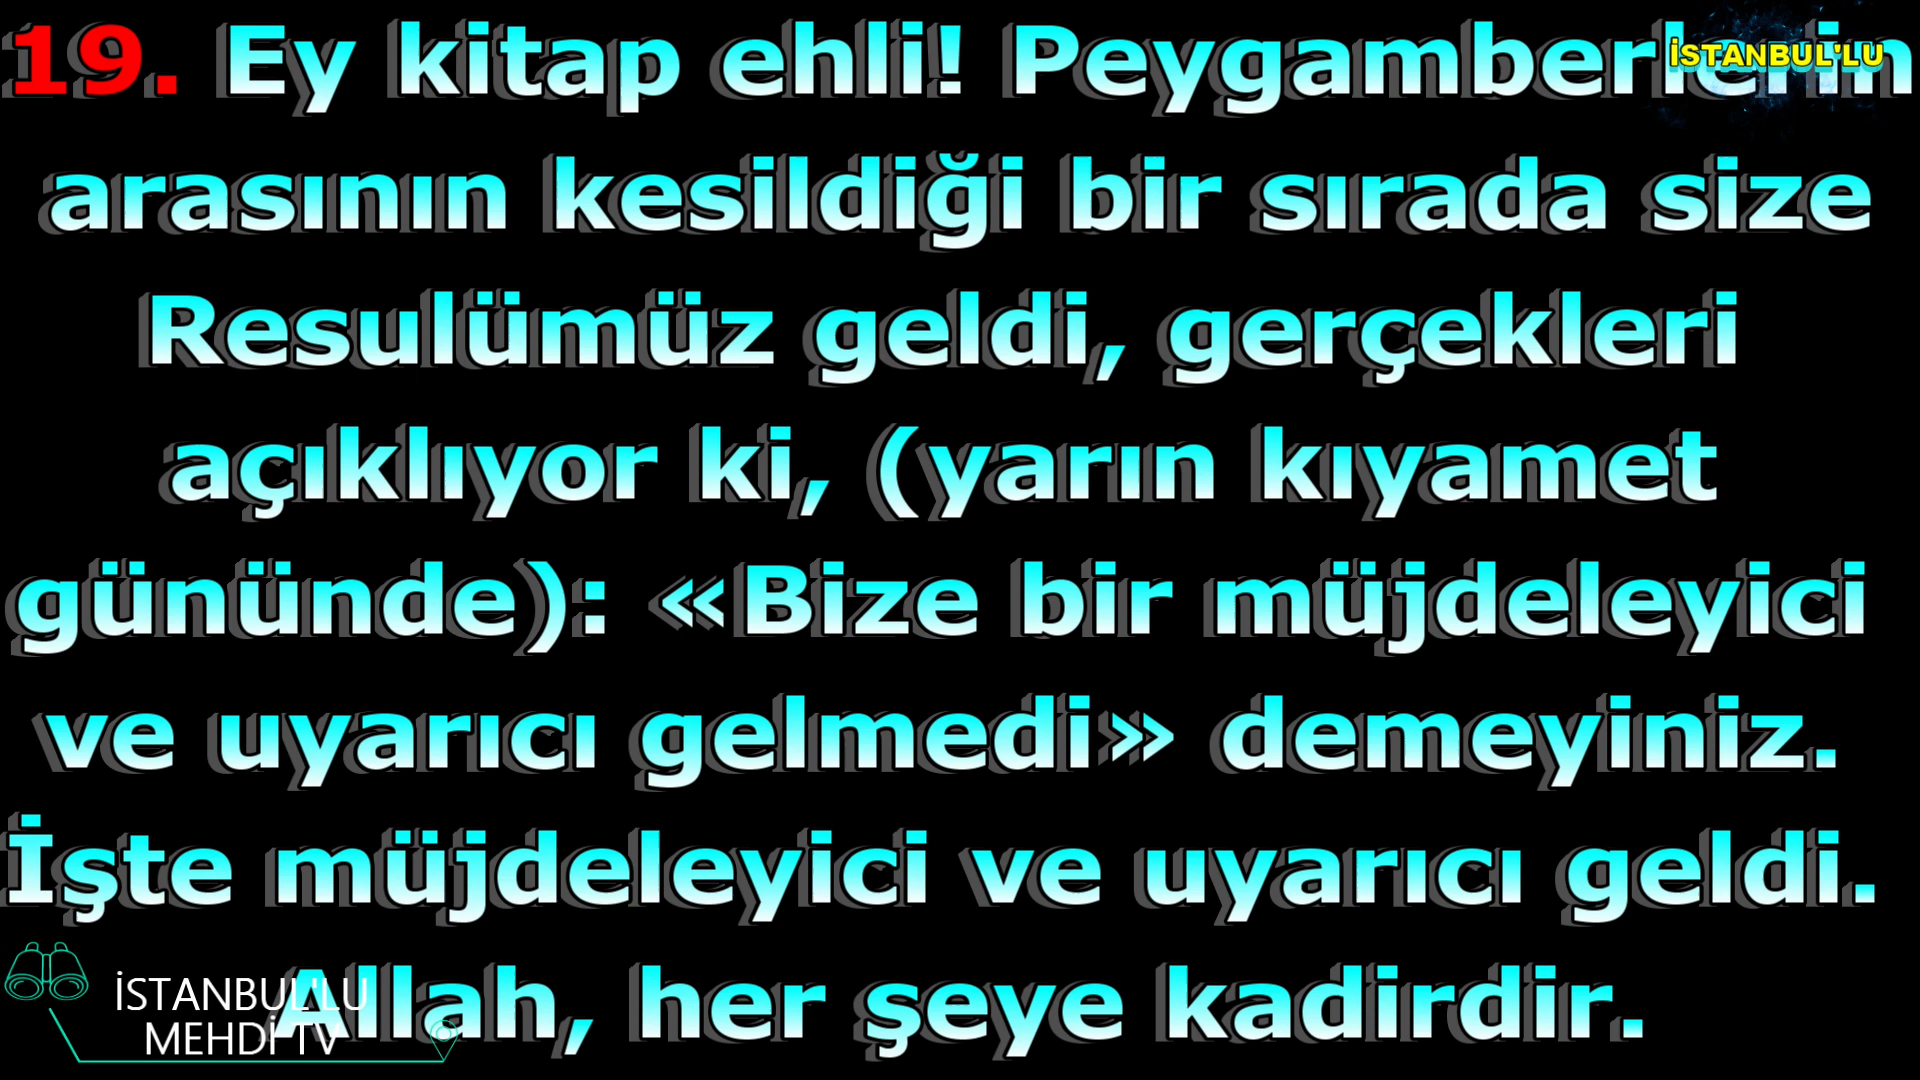 19. Ey kitap ehli! Peygamberlerin
İSTANBUL'LU
arasının kesildiği bir sırada size
Resulümüz geldi, gerçekleri
açıklıyor ki, (yarın kıyamet
gününde): «Bize bir müjdeleyici
ve uyarıcı gelmedi» demeyiniz.
İşte müjdeleyici ve uyarıcı geldi.
Allah, her şeye kadirdir.
İSTANBUL'LU
MEHDİ TV